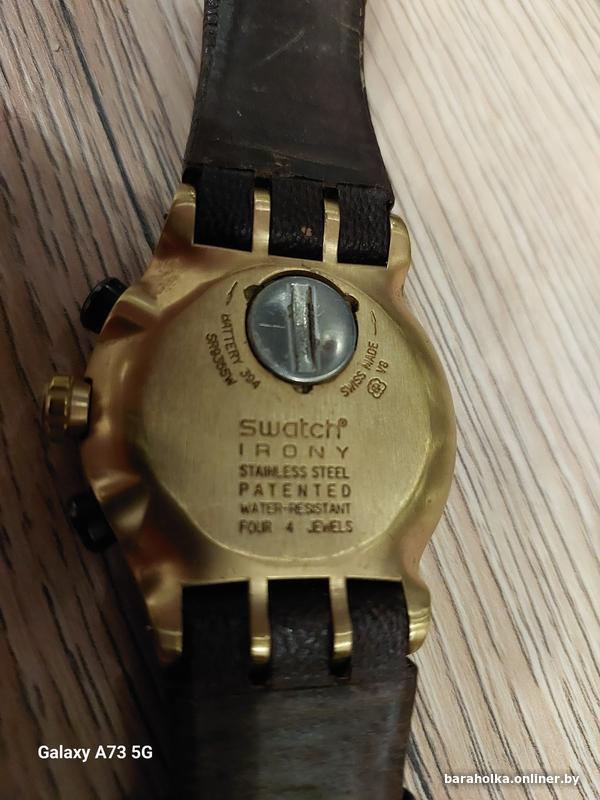 BATTERY 394
SR936SW
SWISS MADE
V8
swatch®
IRONY
STAINLESS STEEL
PATENTED
WATER-RESISTANT
FOUR 4 JEWELS
Galaxy A73 5G
baraholka.onliner.by